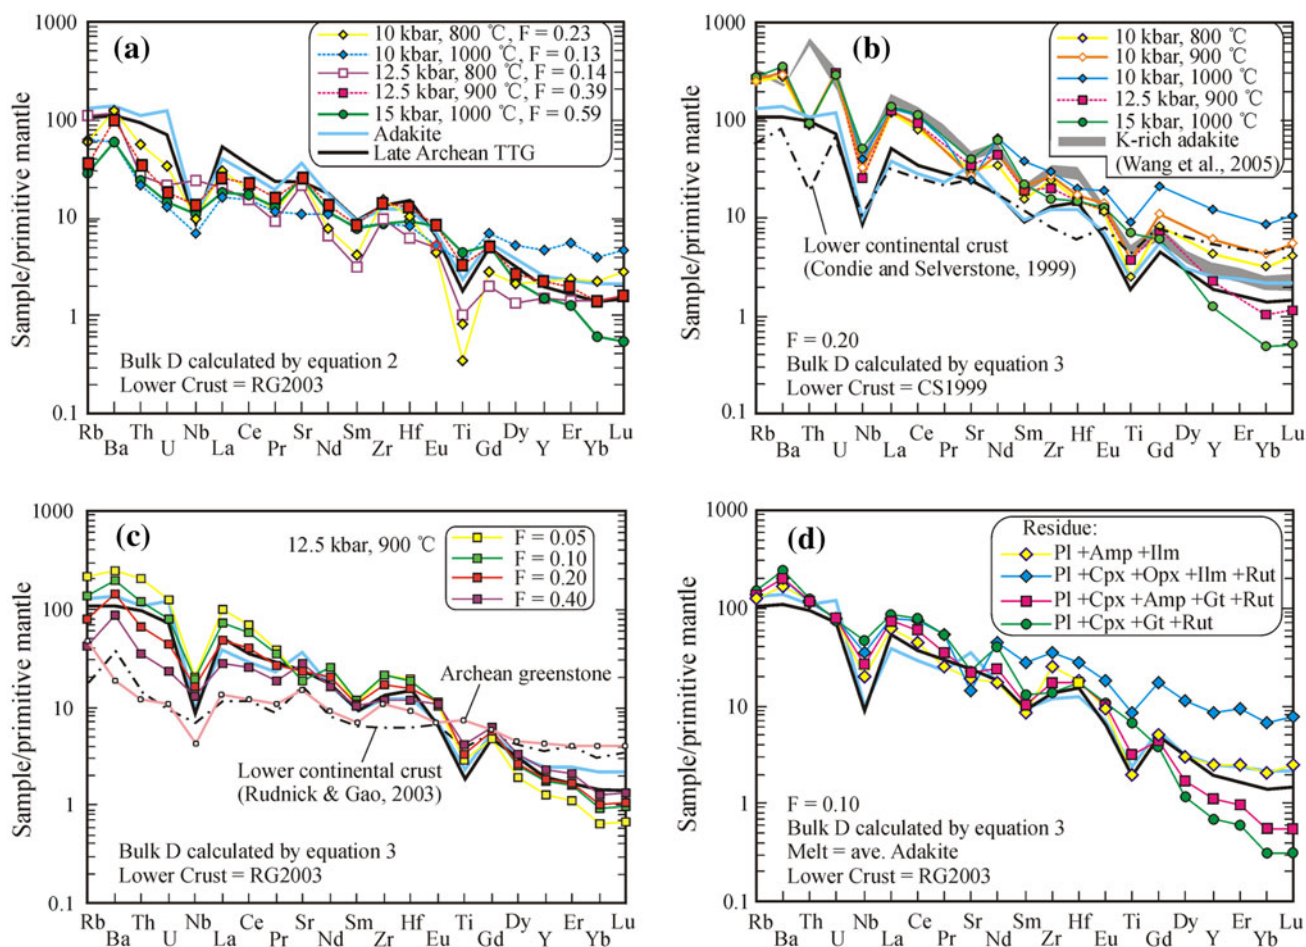 1000
100
10
1
0.1
Sample/primitive mantle
(a)
10 kbar, 800 ℃, F = 0.23
10 kbar, 1000 ℃, F = 0.13
12.5 kbar, 800 ℃, F = 0.14
12.5 kbar, 900 ℃, F = 0.39
15 kbar, 1000 ℃, F = 0.59
Adakite
Late Archean TTG
Bulk D calculated by equation 2
Lower Crust = RG2003
Rb Th Nb Ce Sr Sm Hf Ti Dy Er Lu
Ba U La Pr Nd Zr Eu Gd Y Yb
1000
100
10
1
0.1
Sample/primitive mantle
(b)
10 kbar, 800 ℃
10 kbar, 900 ℃
10 kbar, 1000 ℃
12.5 kbar, 900 ℃
15 kbar, 1000 ℃
K-rich adakite
(Wang et al., 2005)
Lower continental crust
(Condie and Selverstone, 1999)
F = 0.20
Bulk D calculated by equation 3
Lower Crust = CS1999
Rb Th Nb Ce Sr Sm Hf Ti Dy Er Lu
Ba U La Pr Nd Zr Eu Gd Y Yb
1000
100
10
1
0.1
Sample/primitive mantle
(c)
12.5 kbar, 900 ℃
F = 0.05
F = 0.10
F = 0.20
F = 0.40
Archean greenstone
Lower continental crust
(Rudnick & Gao, 2003)
Bulk D calculated by equation 3
Lower Crust = RG2003
Rb Th Nb Ce Sr Sm Hf Ti Dy Er Lu
Ba U La Pr Nd Zr Eu Gd Y Yb
1000
100
10
1
0.1
Sample/primitive mantle
(d)
Residue:
Pl +Amp +Ilm
Pl +Cpx +Opx +Ilm +Rut
Pl +Cpx +Amp +Gt +Rut
Pl +Cpx +Gt +Rut
F = 0.10
Bulk D calculated by equation 3
Melt = ave. Adakite
Lower Crust = RG2003
Rb Th Nb Ce Sr Sm Hf Ti Dy Er Lu
Ba U La Pr Nd Zr Eu Gd Y Yb